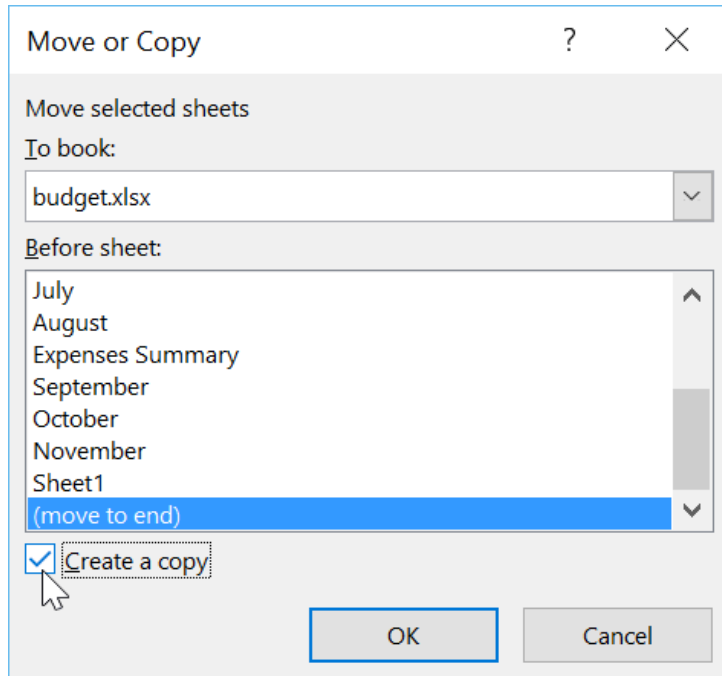 Move or Copy ?
Move selected sheets
To book:
budget.xlsx
Before sheet:
July
August
Expenses Summary
September
October
November
Sheet1
(move to end)
Create a copy
OK Cancel